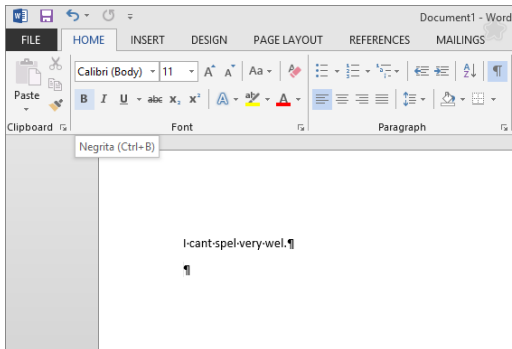 Document1 - Word
FILE HOME INSERT DESIGN PAGE LAYOUT REFERENCES MAILINGS
Paste
Calibri (Body) 11 A A Aa
B I U abc X₂ X² A aby A
Clipboard Font Paragraph
Negrita (Ctrl+B)
I·cant·spel·very·wel.¶
¶